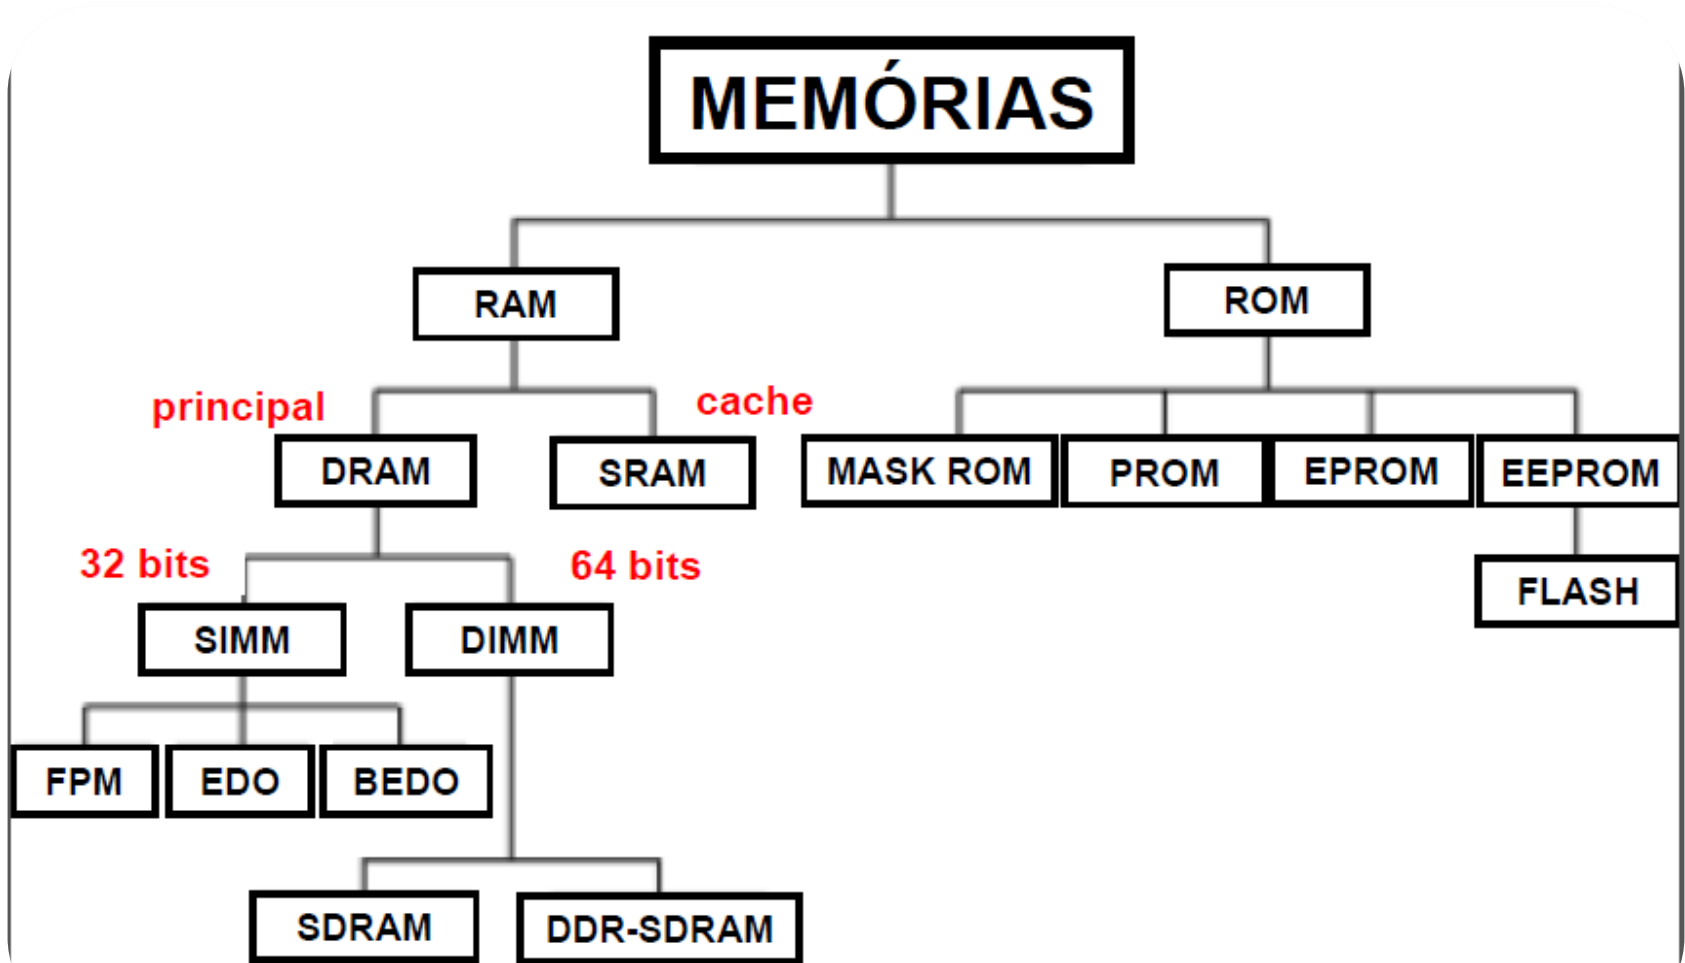 MEMÓRIAS
RAM
ROM
principal
cache
DRAM
SRAM
MASK ROM
PROM
EPROM
EEPROM
32 bits
64 bits
FLASH
SIMM
DIMM
FPM
EDO
BEDO
SDRAM
DDR-SDRAM